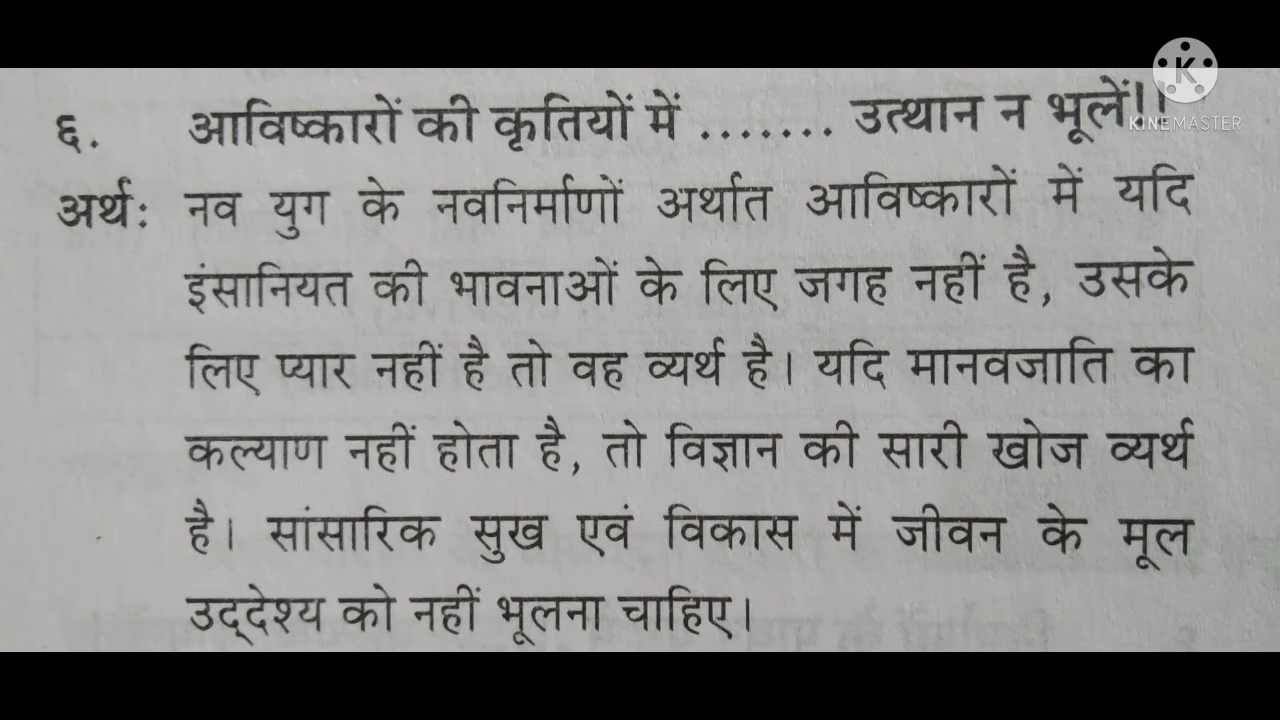 ६. आविष्कारों की कृतियों में ....... उत्थान न भूलें!!
KINEMASTER
अर्थ: नव युग के नवनिर्माणों अर्थात आविष्कारों में यदि
इंसानियत की भावनाओं के लिए जगह नहीं है, उसके
लिए प्यार नहीं है तो वह व्यर्थ है। यदि मानवजाति का
कल्याण नहीं होता है, तो विज्ञान की सारी खोज व्यर्थ
है। सांसारिक सुख एवं विकास में जीवन के मूल
उद्‌देश्य को नहीं भूलना चाहिए।